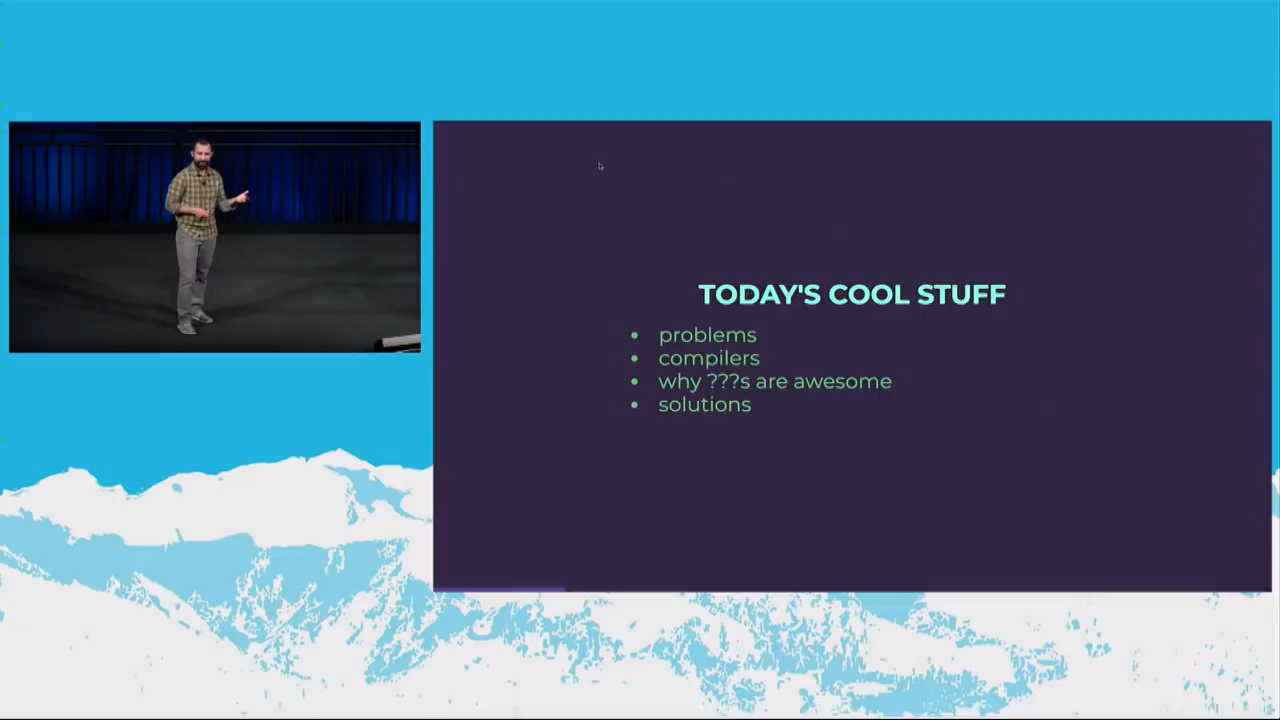 TODAY'S COOL STUFF
• problems
• compilers
• why ???s are awesome
• solutions